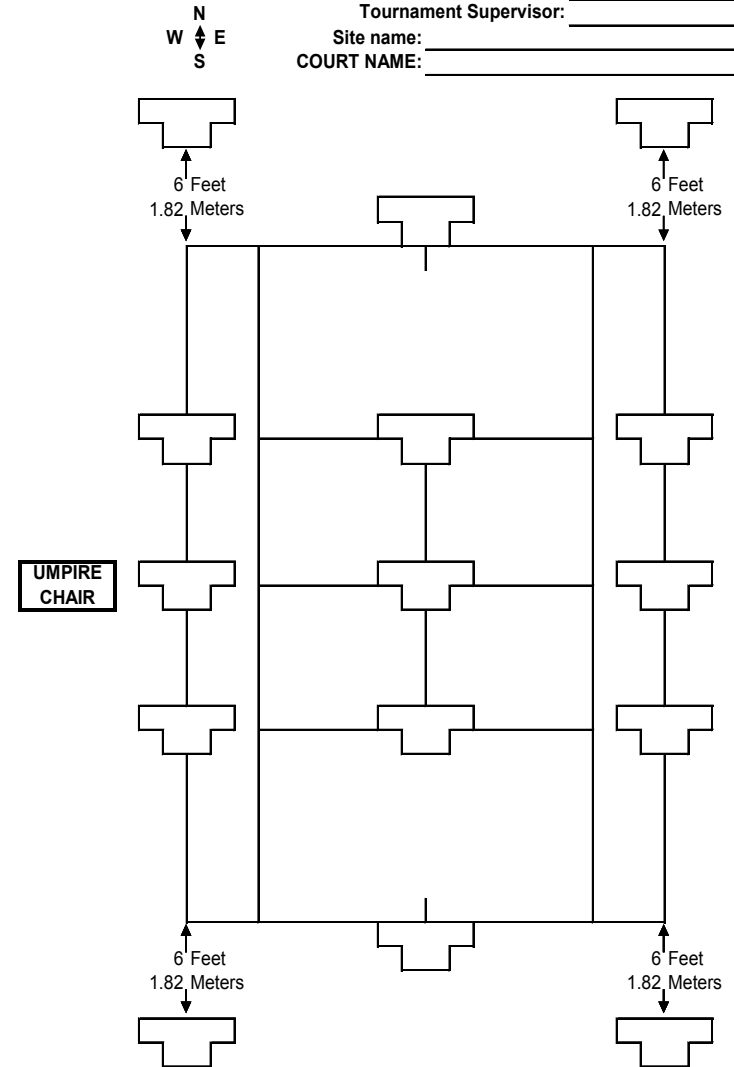 N
W E
S
Tournament Supervisor:
Site name:
COURT NAME:
6 Feet
1.82 Meters
6 Feet
1.82 Meters
UMPIRE
CHAIR
6 Feet
1.82 Meters
6 Feet
1.82 Meters